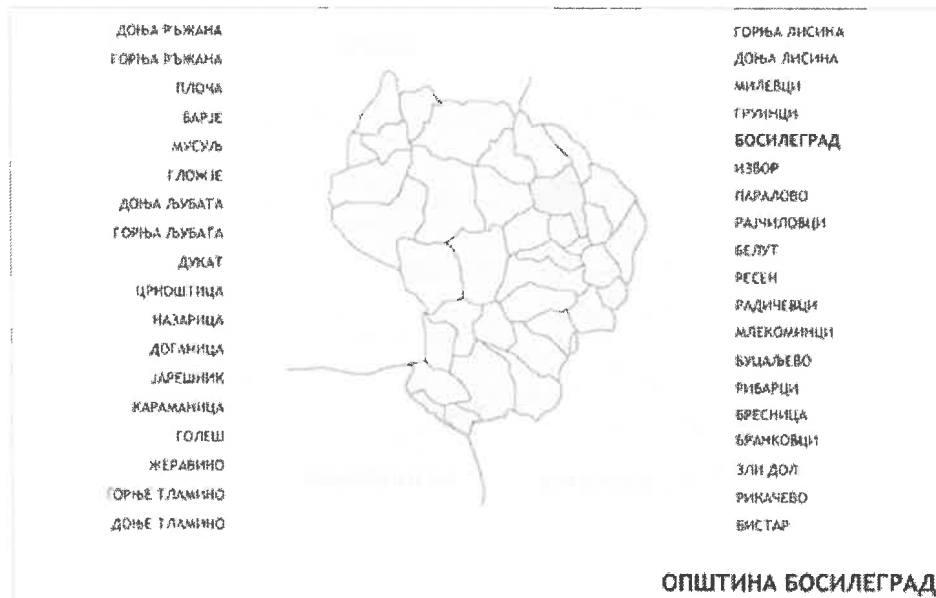 ДОЊА РЪЖАНА
ГОРЊА РЪЖАНА
ПЛОЧА
БАРЈЕ
МУСУЉ
ГЛОЖЈЕ
ДОЊА ЉУБАТА
ГОРЊА ЉУБАТА
ДУКАТ
ЦРНОШТИЦА
НАЗАРИЦА
ДОГАНИЦА
ЈАРЕШНИК
КАРАМАНИЦА
ГОЛЕШ
ЖЕРАВИНО
ГОРЊЕ ТЛАМИНО
ДОЊЕ ТЛАМИНО
ГОРЊА ЛИСИНА
ДОЊА ЛИСИНА
МИЛЕВЦИ
ГРУИНЦИ
БОСИЛЕГРАД
ИЗВОР
ПАРАЛОВО
РАЈЧИЛОВЦИ
БЕЛУТ
РЕСЕН
РАДИЧЕВЦИ
МЛЕКОМИНЦИ
БУЦАЉЕВО
РИБАРЦИ
БРЕСНИЦА
БРАНКОВЦИ
ЗЛИ ДОЛ
РИКАЧЕВО
БИСТАР
ОПШТИНА БОСИЛЕГРАД